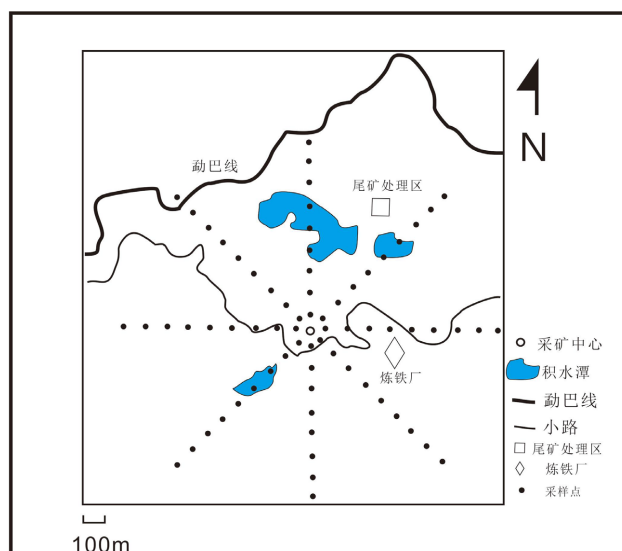 N
勐巴线
尾矿处理区
炼铁厂
采矿中心
积水潭
勐巴线
小路
尾矿处理区
炼铁厂
采样点
100m